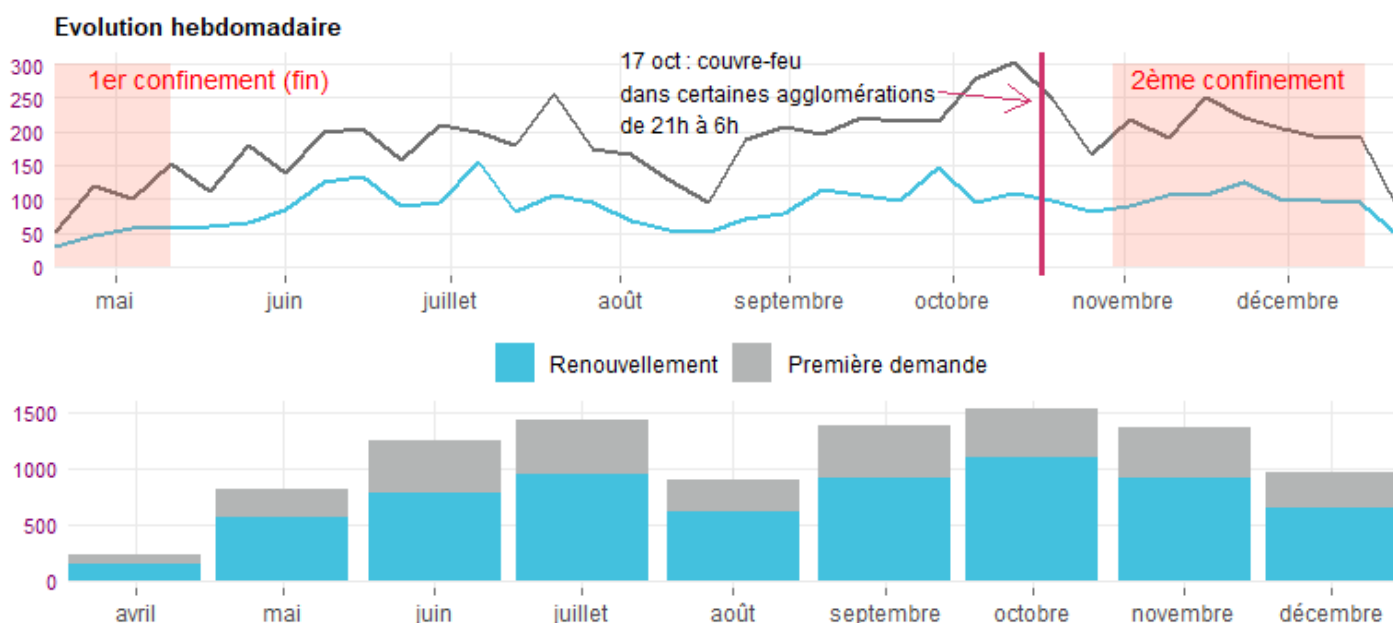 Evolution hebdomadaire
300
250
200
150
100
50
0
1er confinement (fin)
17 oct : couvre-feu
dans certaines agglomérations
de 21h à 6h
2ème confinement
mai juin juillet août septembre octobre novembre décembre
Renouvellement Première demande
1500
1000
500
0
avril mai juin juillet août septembre octobre novembre décembre